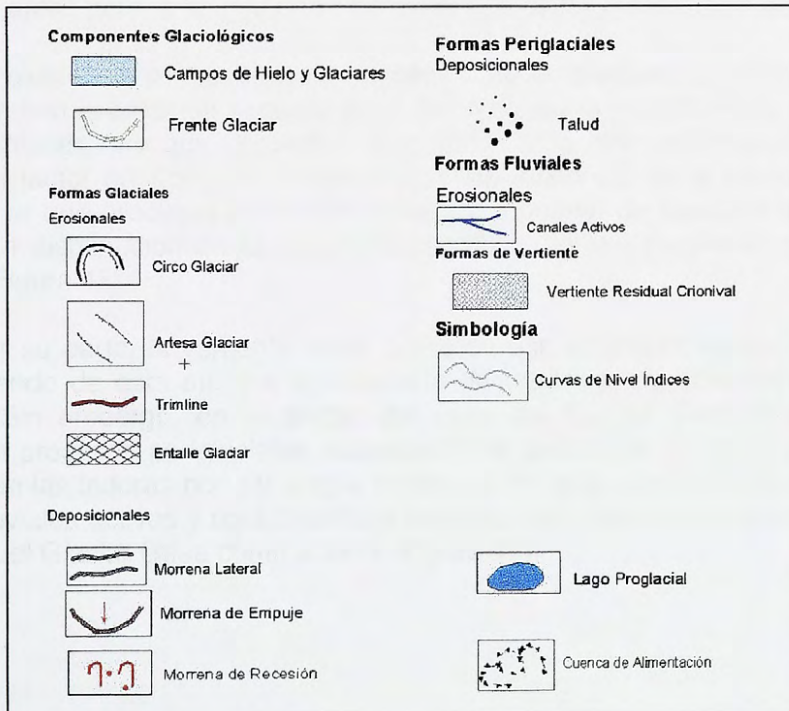 Componentes Glaciológicos
Campos de Hielo y Glaciares
Frente Glaciar
Formas Glaciales
Erosionales
Circo Glaciar
Artesa Glaciar
+
Trimline
Entalle Glaciar
Deposicionales
Morrena Lateral
Morrena de Empuje
Morrena de Recesión
Formas Periglaciales
Deposicionales
Talud
Formas Fluviales
Erosionales
Canales Activos
Formas de Vertiente
Vertiente Residual Crionival
Simbología
Curvas de Nivel Índices
Lago Proglacial
Cuenca de Alimentación